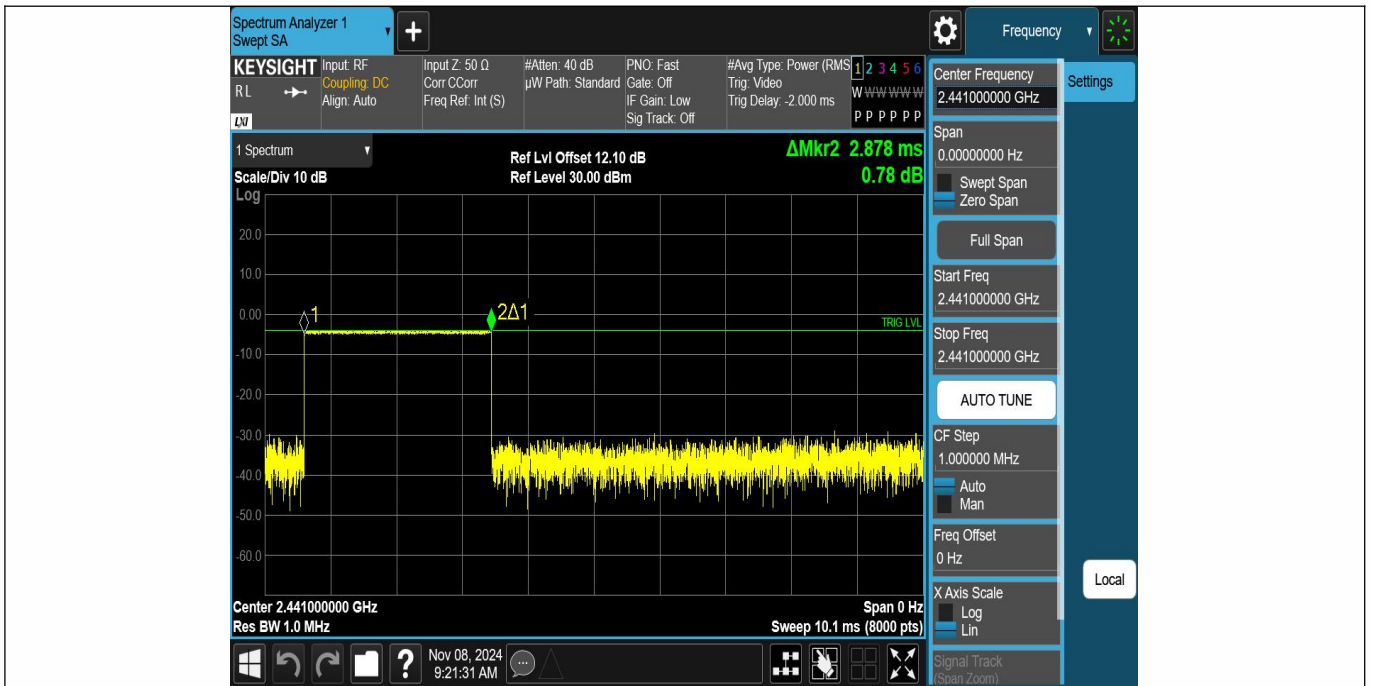 Spectrum Analyzer 1
Swept SA
+
Frequency
KEYSIGHT
RL
LXI
Input: RF
Coupling: DC
Align: Auto
Input Z: 50 Ω
Corr CCorr
Freq Ref: Int (S)
#Atten: 40 dB
µW Path: Standard
PNO: Fast
Gate: Off
IF Gain: Low
Sig Track: Off
#Avg Type: Power (RMS
Trig: Video
Trig Delay: -2.000 ms
1 2 3 4 5 6
W W W W W W
P P P P P P
1 Spectrum
Scale/Div 10 dB
Log
Ref Lvl Offset 12.10 dB
Ref Level 30.00 dBm
ΔMkr2 2.878 ms
0.78 dB
20.0
10.0
0.00
-10.0
-20.0
-30.0
-40.0
-50.0
-60.0
1
2Δ1
TRIG LVL
Center 2.441000000 GHz
Res BW 1.0 MHz
Span 0 Hz
Sweep 10.1 ms (8000 pts)
Center Frequency
2.441000000 GHz
Settings
Span
0.00000000 Hz
Swept Span
Zero Span
Full Span
Start Freq
2.441000000 GHz
Stop Freq
2.441000000 GHz
AUTO TUNE
CF Step
1.000000 MHz
Auto
Man
Freq Offset
0 Hz
X Axis Scale
Log
Lin
Signal Track
(Span Zoom)
Local
?
Nov 08, 2024
9:21:31 AM